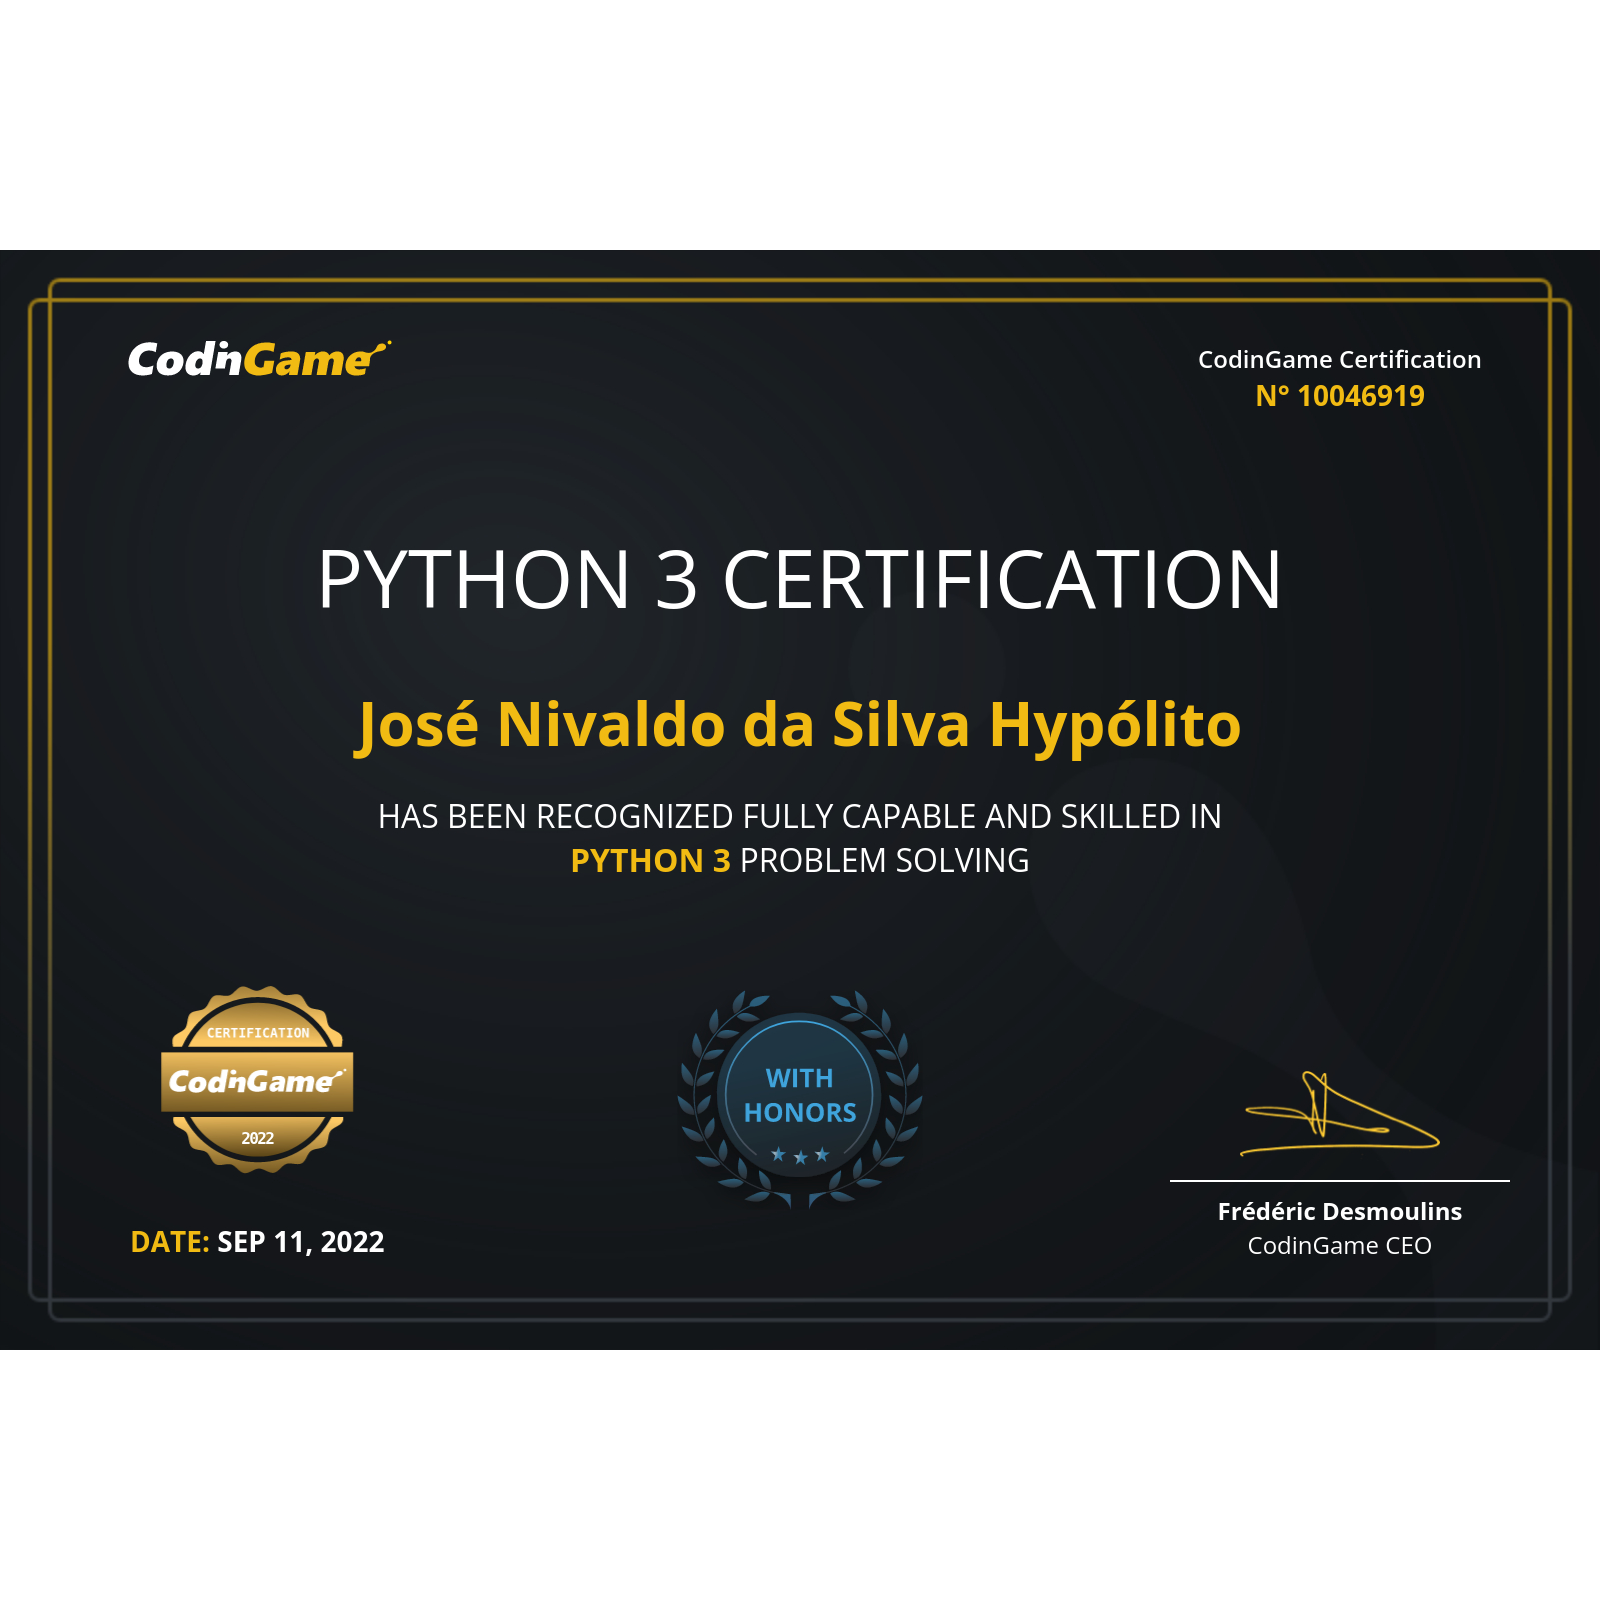 CodinGame
CodinGame Certification
N° 10046919
PYTHON 3 CERTIFICATION
José Nivaldo da Silva Hypólito
HAS BEEN RECOGNIZED FULLY CAPABLE AND SKILLED IN
PYTHON 3 PROBLEM SOLVING
CERTIFICATION
CodinGame
2022
WITH
HONORS
DATE: SEP 11, 2022
Frédéric Desmoulins
CodinGame CEO